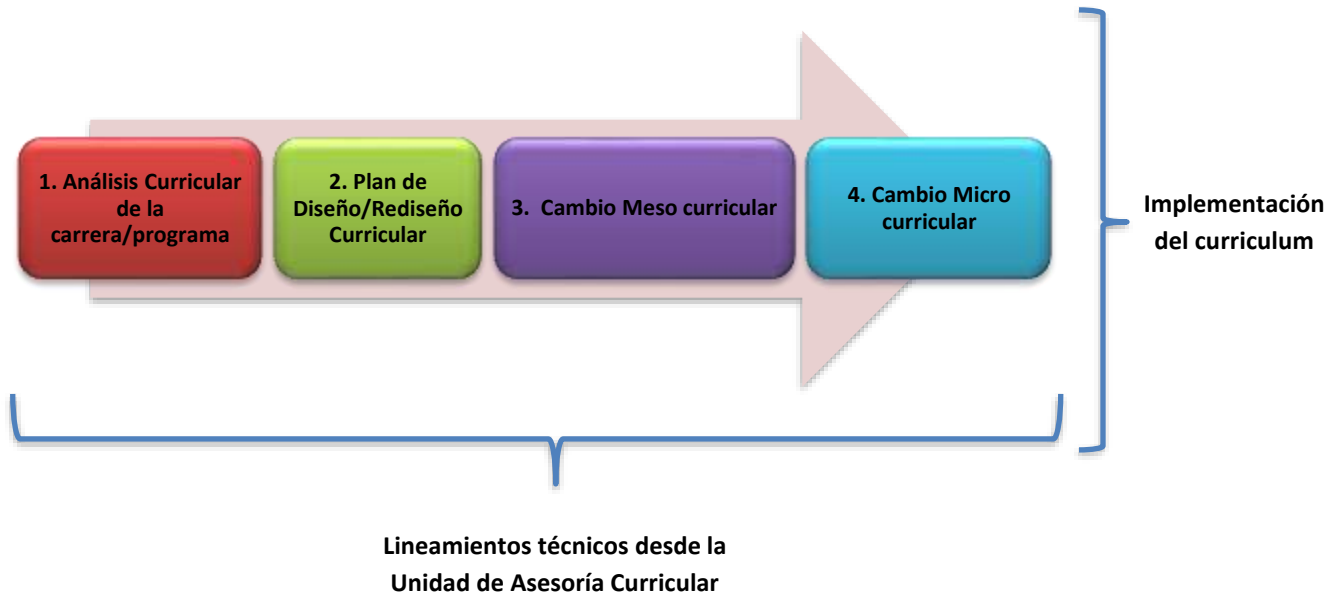 1. Análisis Curricular
de la
carrera/programa
2. Plan de
Diseño/Rediseño
Curricular
3. Cambio Meso curricular
4. Cambio Micro
curricular
Implementación
del curriculum
Lineamientos técnicos desde la
Unidad de Asesoría Curricular